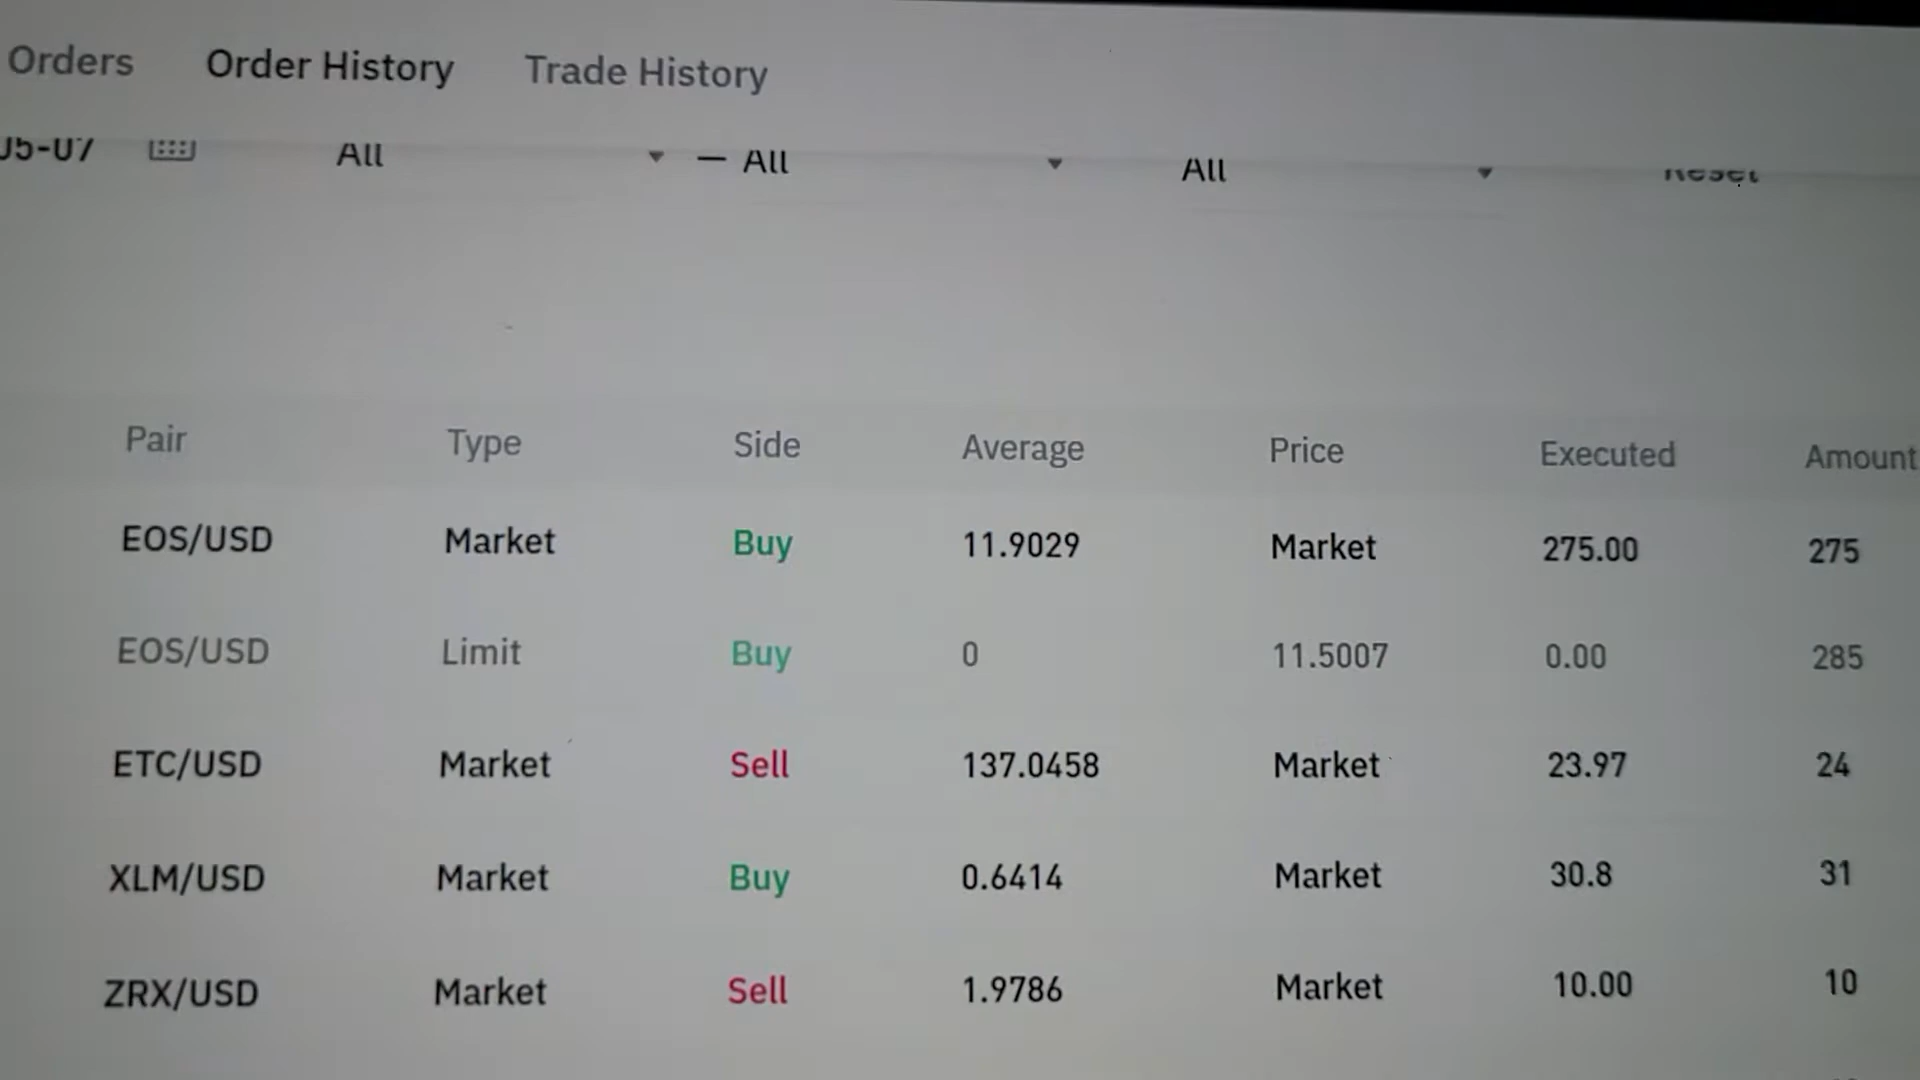 Orders Order History Trade History
05-07 All — All All Reset
Pair Type Side Average Price Executed Amount
EOS/USD Market Buy 11.9029 Market 275.00 275
EOS/USD Limit Buy 0 11.5007 0.00 285
ETC/USD Market Sell 137.0458 Market 23.97 24
XLM/USD Market Buy 0.6414 Market 30.8 31
ZRX/USD Market Sell 1.9786 Market 10.00 10